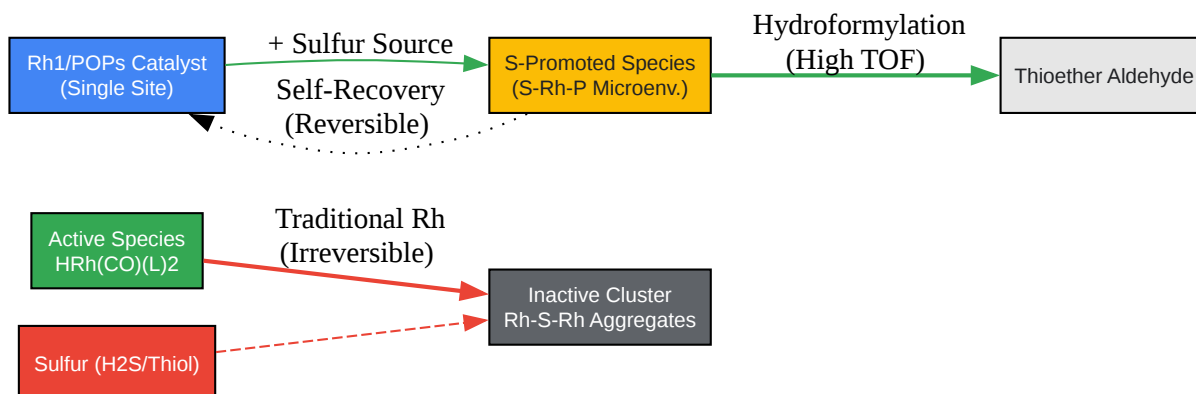 Rh1/POPs Catalyst
(Single Site)
+ Sulfur Source
Self-Recovery
(Reversible)
S-Promoted Species
(S-Rh-P Microenv.)
Hydroformylation
(High TOF)
Thioether Aldehyde
Active Species
HRh(CO)(L)2
Traditional Rh
(Irreversible)
Inactive Cluster
Rh-S-Rh Aggregates
Sulfur (H2S/Thiol)